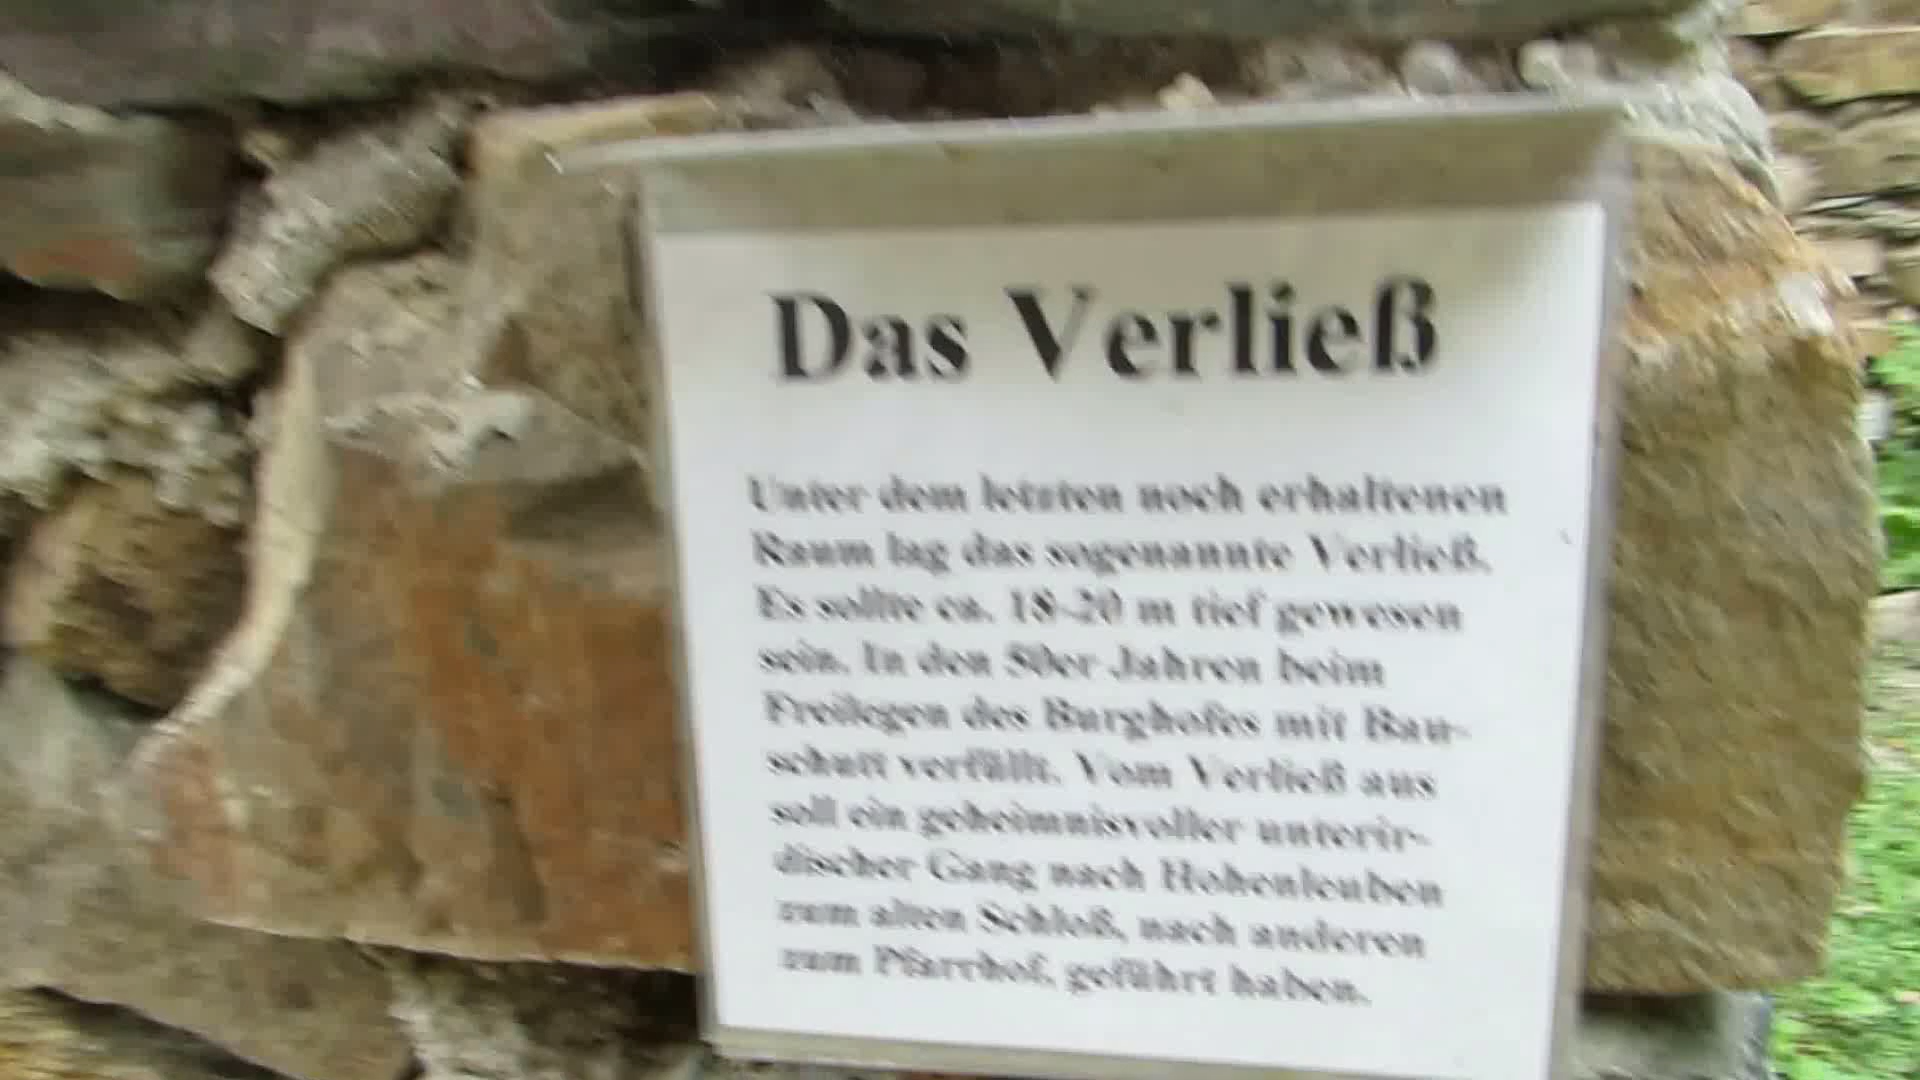 Das Verließ
Unter dem letzten noch erhaltenen
Raum lag das sogenannte Verließ.
Es sollte ca. 18-20 m tief gewesen
sein. In den 50er Jahren beim
Freilegen des Burghofes mit Bau-
schutt verfüllt. Vom Verließ aus
soll ein geheimnisvoller unterir-
discher Gang nach Hohenleuben
zum alten Schloß, nach anderen
zum Pfarrhof, geführt haben.